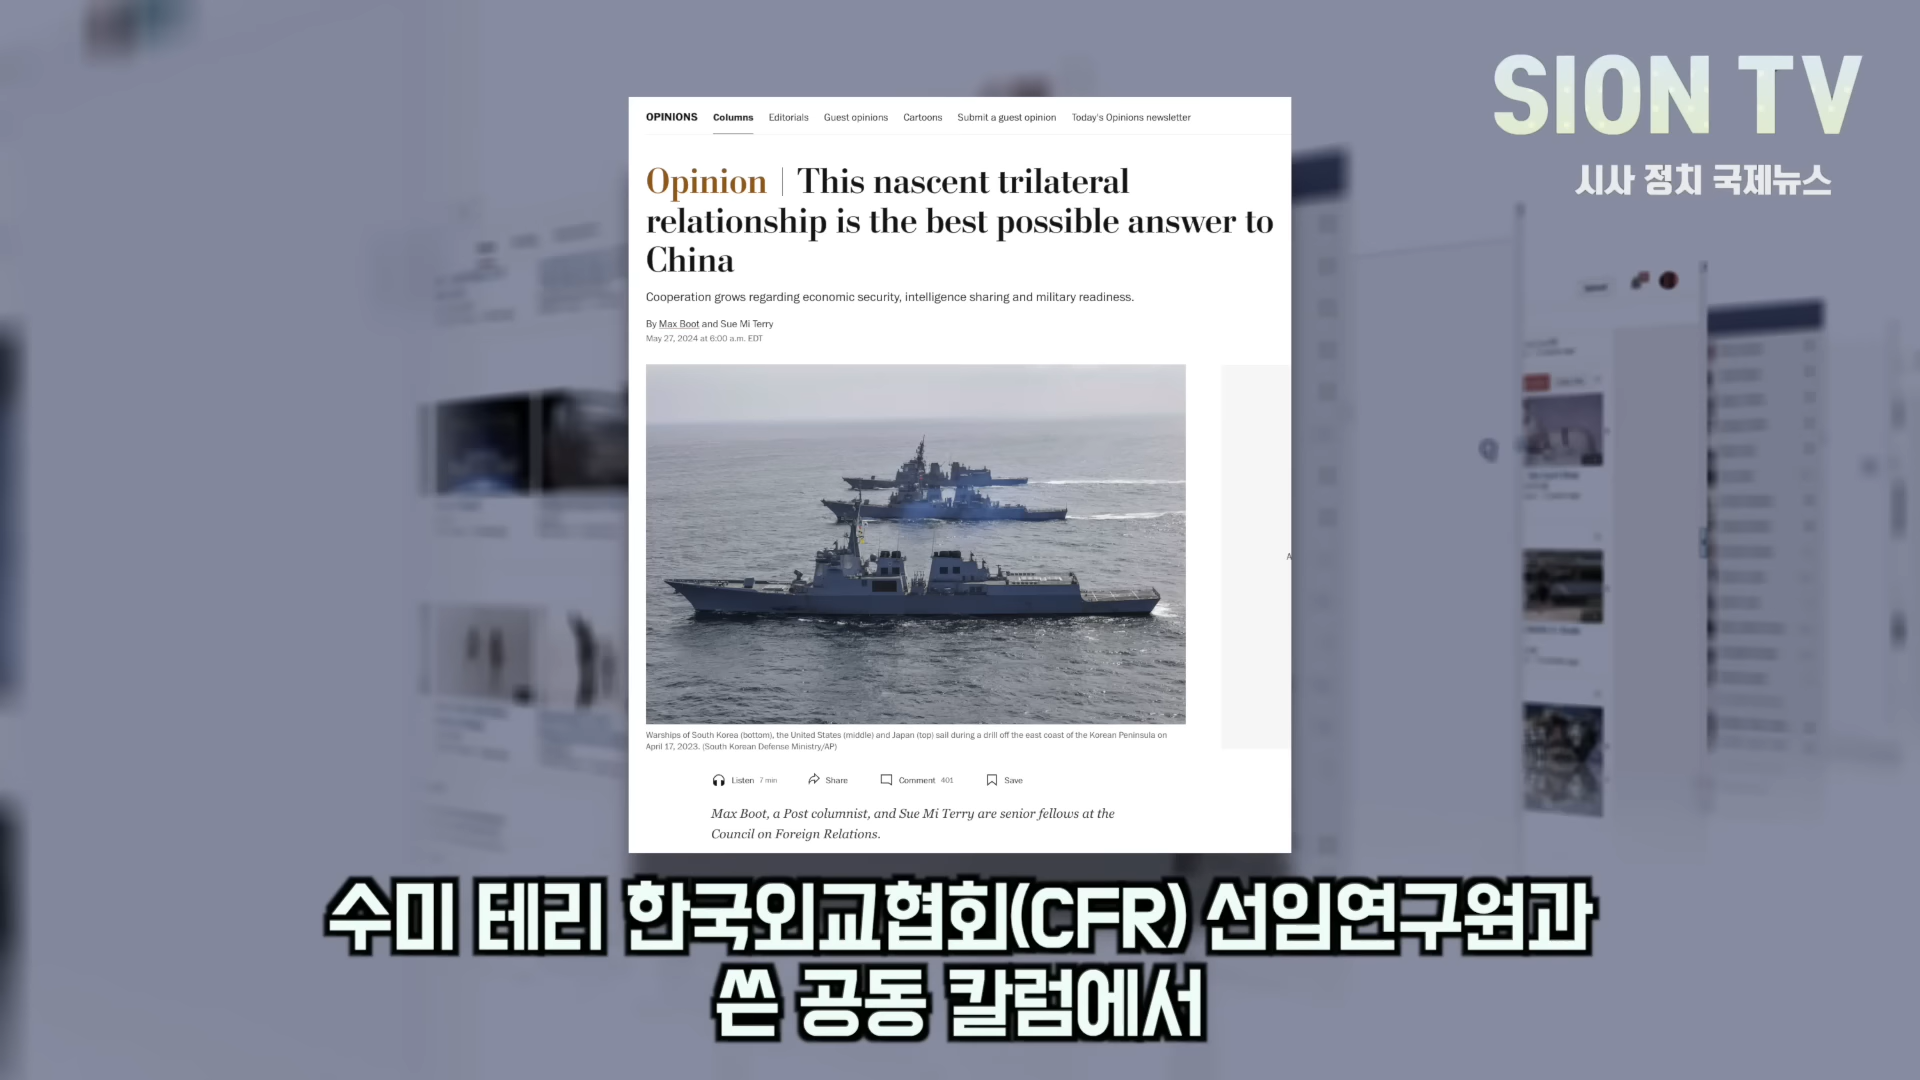 SION TV
시사 정치 국제뉴스
OPINIONS Columns Editorials Guest opinions Cartoons Submit a guest opinion Today's Opinions newsletter
Opinion | This nascent trilateral
relationship is the best possible answer to
China
Cooperation grows regarding economic security, intelligence sharing and military readiness.
By Max Boot and Sue Mi Terry
May 27, 2024 at 6:00 a.m. EDT
A
Warships of South Korea (bottom), the United States (middle) and Japan (top) sail during a drill off the east coast of the Korean Peninsula on
April 17, 2023. (South Korean Defense Ministry/AP)
Listen 7 min Share Comment 401 Save
Max Boot, a Post columnist, and Sue Mi Terry are senior fellows at the
Council on Foreign Relations.
수미 테리 한국외교협회(CFR) 선임연구원과
쓴 공동 칼럼에서